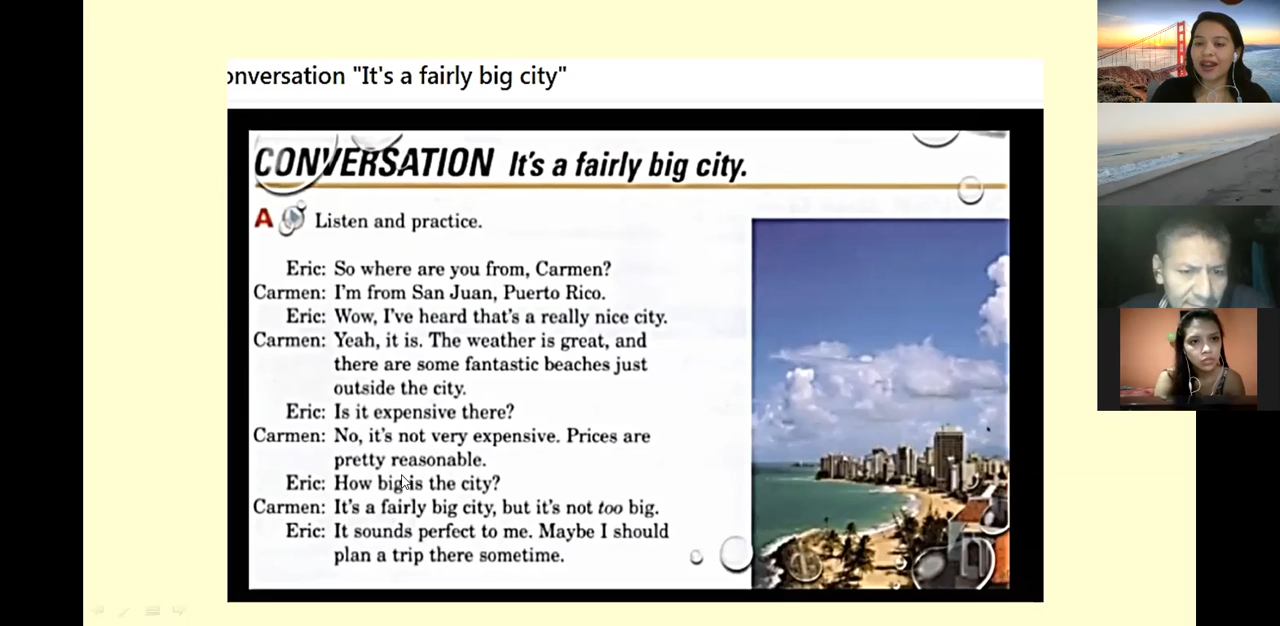 onversation "It's a fairly big city"
CONVERSATION It's a fairly big city.
A Listen and practice.
Eric: So where are you from, Carmen?
Carmen: I'm from San Juan, Puerto Rico.
Eric: Wow, I've heard that's a really nice city.
Carmen: Yeah, it is. The weather is great, and
there are some fantastic beaches just
outside the city.
Eric: Is it expensive there?
Carmen: No, it's not very expensive. Prices are
pretty reasonable.
Eric: How big is the city?
Carmen: It's a fairly big city, but it's not too big.
Eric: It sounds perfect to me. Maybe I should
plan a trip there sometime.